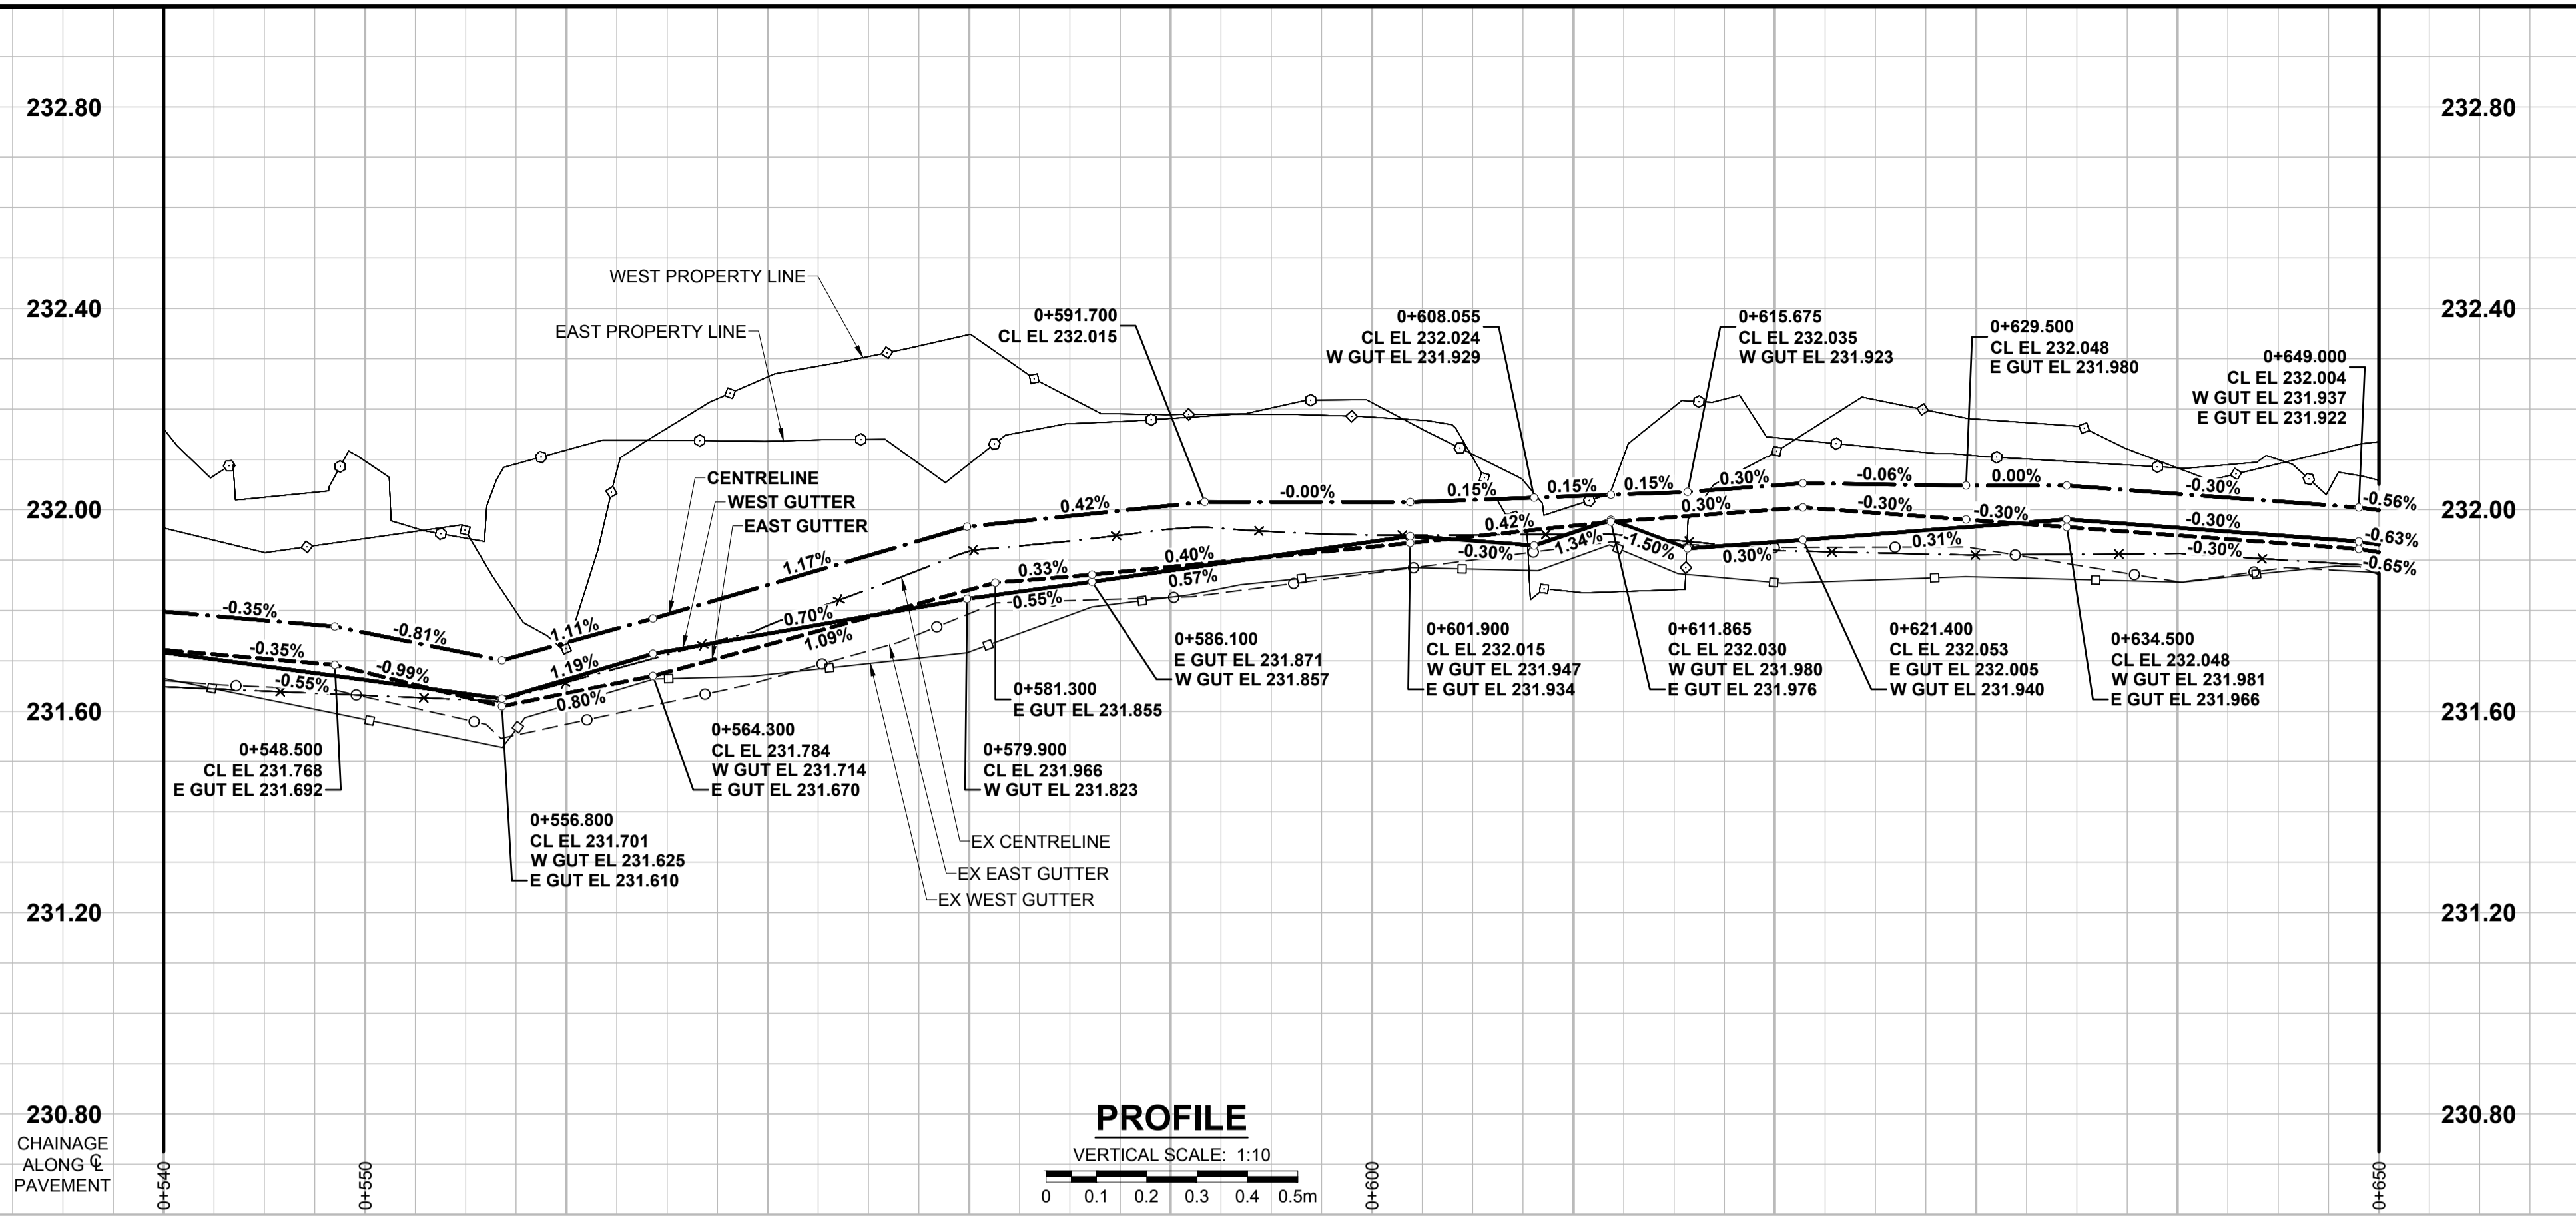 232.80
232.80
WEST PROPERTY LINE
EAST PROPERTY LINE
232.40
232.40
0+591.700
CL EL 232.015
0+608.055
CL EL 232.024
W GUT EL 231.929
0+615.675
CL EL 232.035
W GUT EL 231.923
0+629.500
CL EL 232.048
E GUT EL 231.980
0+649.000
CL EL 232.004
W GUT EL 231.937
E GUT EL 231.922
CENTRELINE
WEST GUTTER
EAST GUTTER
232.00
232.00
-0.35%
-0.81%
1.11%
1.17%
0.42%
-0.00%
0.15%
0.15%
0.15%
0.30%
-0.06%
0.00%
-0.30%
-0.56%
-0.35%
-0.99%
-0.55%
1.19%
0.80%
0.70%
1.09%
0.33%
0.55%
0.40%
0.57%
0.42%
-0.30%
1.34%
-1.50%
0.30%
0.30%
-0.30%
0.31%
-0.30%
-0.30%
-0.30%
-0.63%
-0.65%
231.60
231.60
0+548.500
CL EL 231.768
E GUT EL 231.692
0+556.800
CL EL 231.701
W GUT EL 231.625
E GUT EL 231.610
0+564.300
CL EL 231.784
W GUT EL 231.714
E GUT EL 231.670
0+579.900
CL EL 231.966
W GUT EL 231.823
0+581.300
E GUT EL 231.855
0+586.100
E GUT EL 231.871
W GUT EL 231.857
0+601.900
CL EL 232.015
W GUT EL 231.947
E GUT EL 231.934
0+611.865
CL EL 232.030
W GUT EL 231.980
E GUT EL 231.976
0+621.400
CL EL 232.053
E GUT EL 232.005
W GUT EL 231.940
0+634.500
CL EL 232.048
W GUT EL 231.981
E GUT EL 231.966
EX CENTRELINE
EX EAST GUTTER
EX WEST GUTTER
231.20
231.20
230.80
230.80
CHAINAGE
ALONG ℄
PAVEMENT
0+540
0+550
0+600
0+650
PROFILE
VERTICAL SCALE: 1:10
0 0.1 0.2 0.3 0.4 0.5m